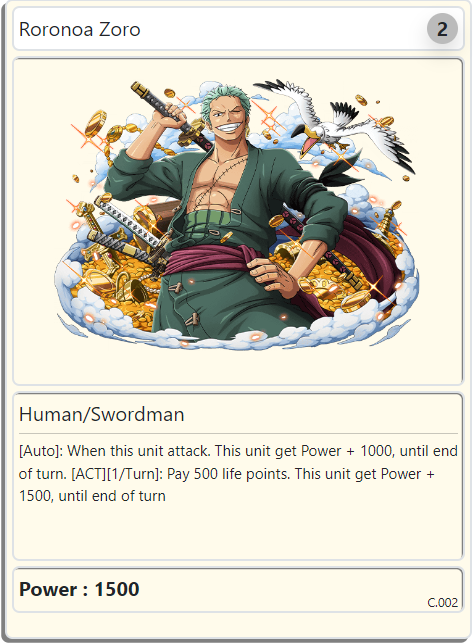 Roronoa Zoro
2
Human/Swordman
[Auto]: When this unit attack. This unit get Power + 1000, until end
of turn. [ACT][1/Turn]: Pay 500 life points. This unit get Power +
1500, until end of turn
Power : 1500
C.002